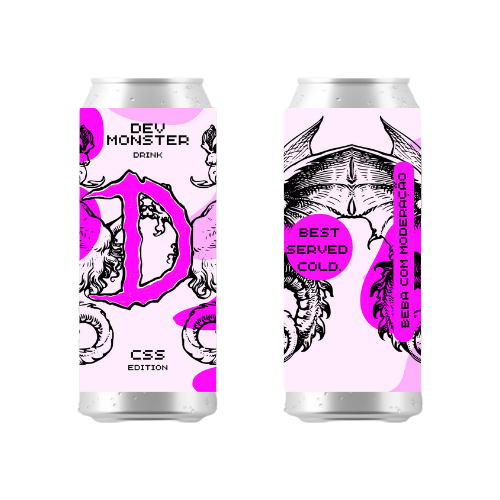 DEV
MONSTER
DRINK
D
CSS
EDITION
BEST
SERVED
COLD.
BEBA COM MODERAÇÃO